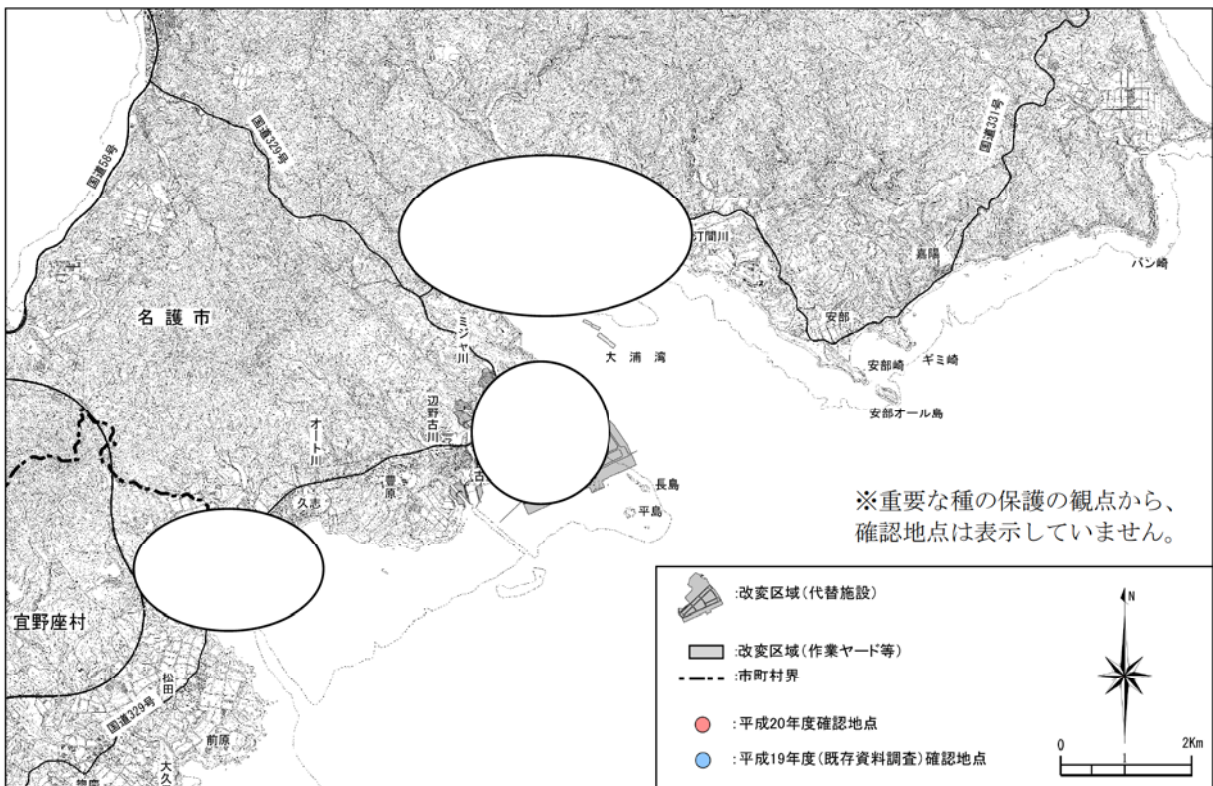 国道58号
国道329号
国道331号
汀間川
嘉陽
バン崎
名護市
ミジャ川
大浦湾
安部
安部崎
ギミ崎
安部オール島
辺野古川
オート川
久志
豊原
古
長島
平島
※重要な種の保護の観点から、
確認地点は表示していません。
宜野座村
松田
国道329号
前原
大久
:改変区域(代替施設)
:改変区域(作業ヤード等)
:市町村界
:平成20年度確認地点
:平成19年度(既存資料調査)確認地点
N
0 2Km